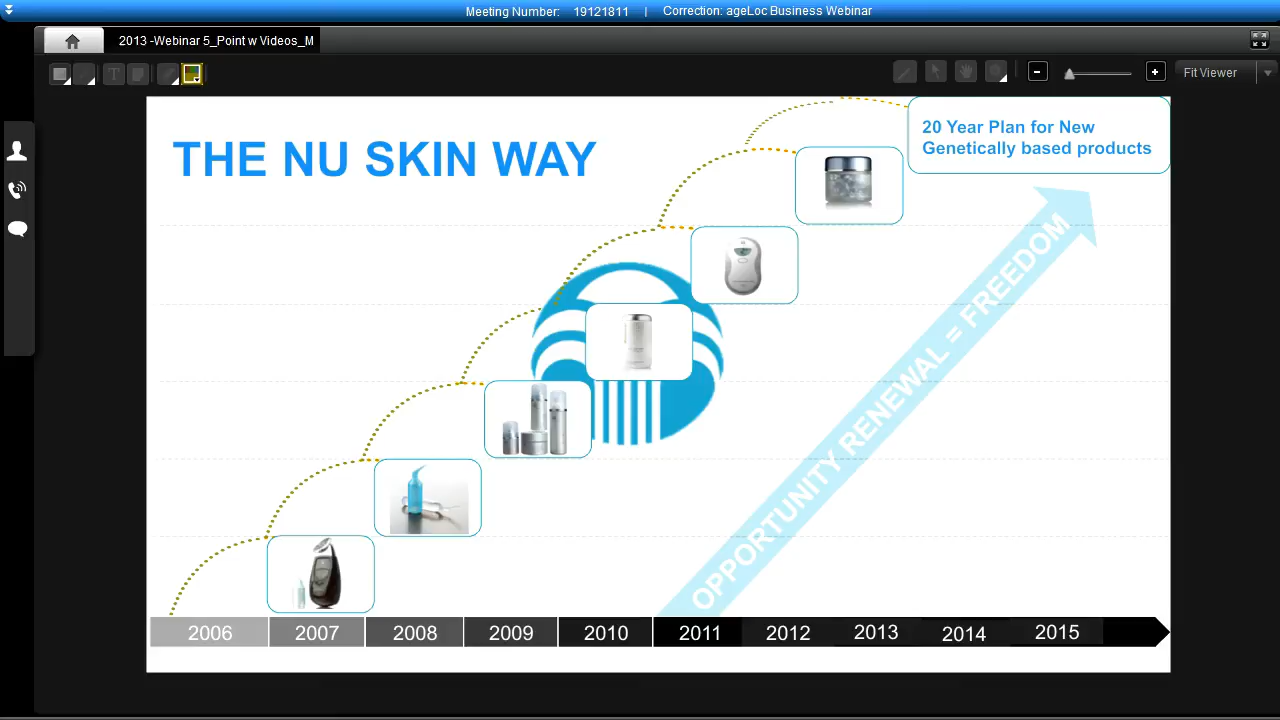 Meeting Number: 19121811 | Correction: ageLoc Business Webinar
2013 -Webinar 5_Point w Videos_M
T
Fit Viewer
THE NU SKIN WAY
20 Year Plan for New
Genetically based products
OPPORTUNITY RENEWAL = FREEDOM
2006 2007 2008 2009 2010 2011 2012 2013 2014 2015